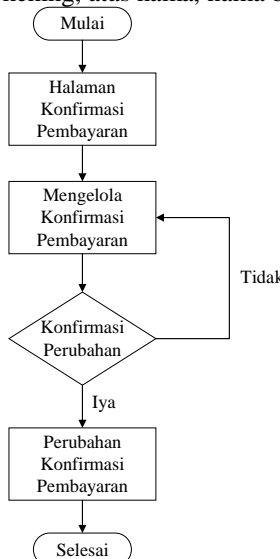 Mulai
Halaman
Konfirmasi
Pembayaran
Mengelola
Konfirmasi
Pembayaran
Tidak
Konfirmasi
Perubahan
Iya
Perubahan
Konfirmasi
Pembayaran
Selesai